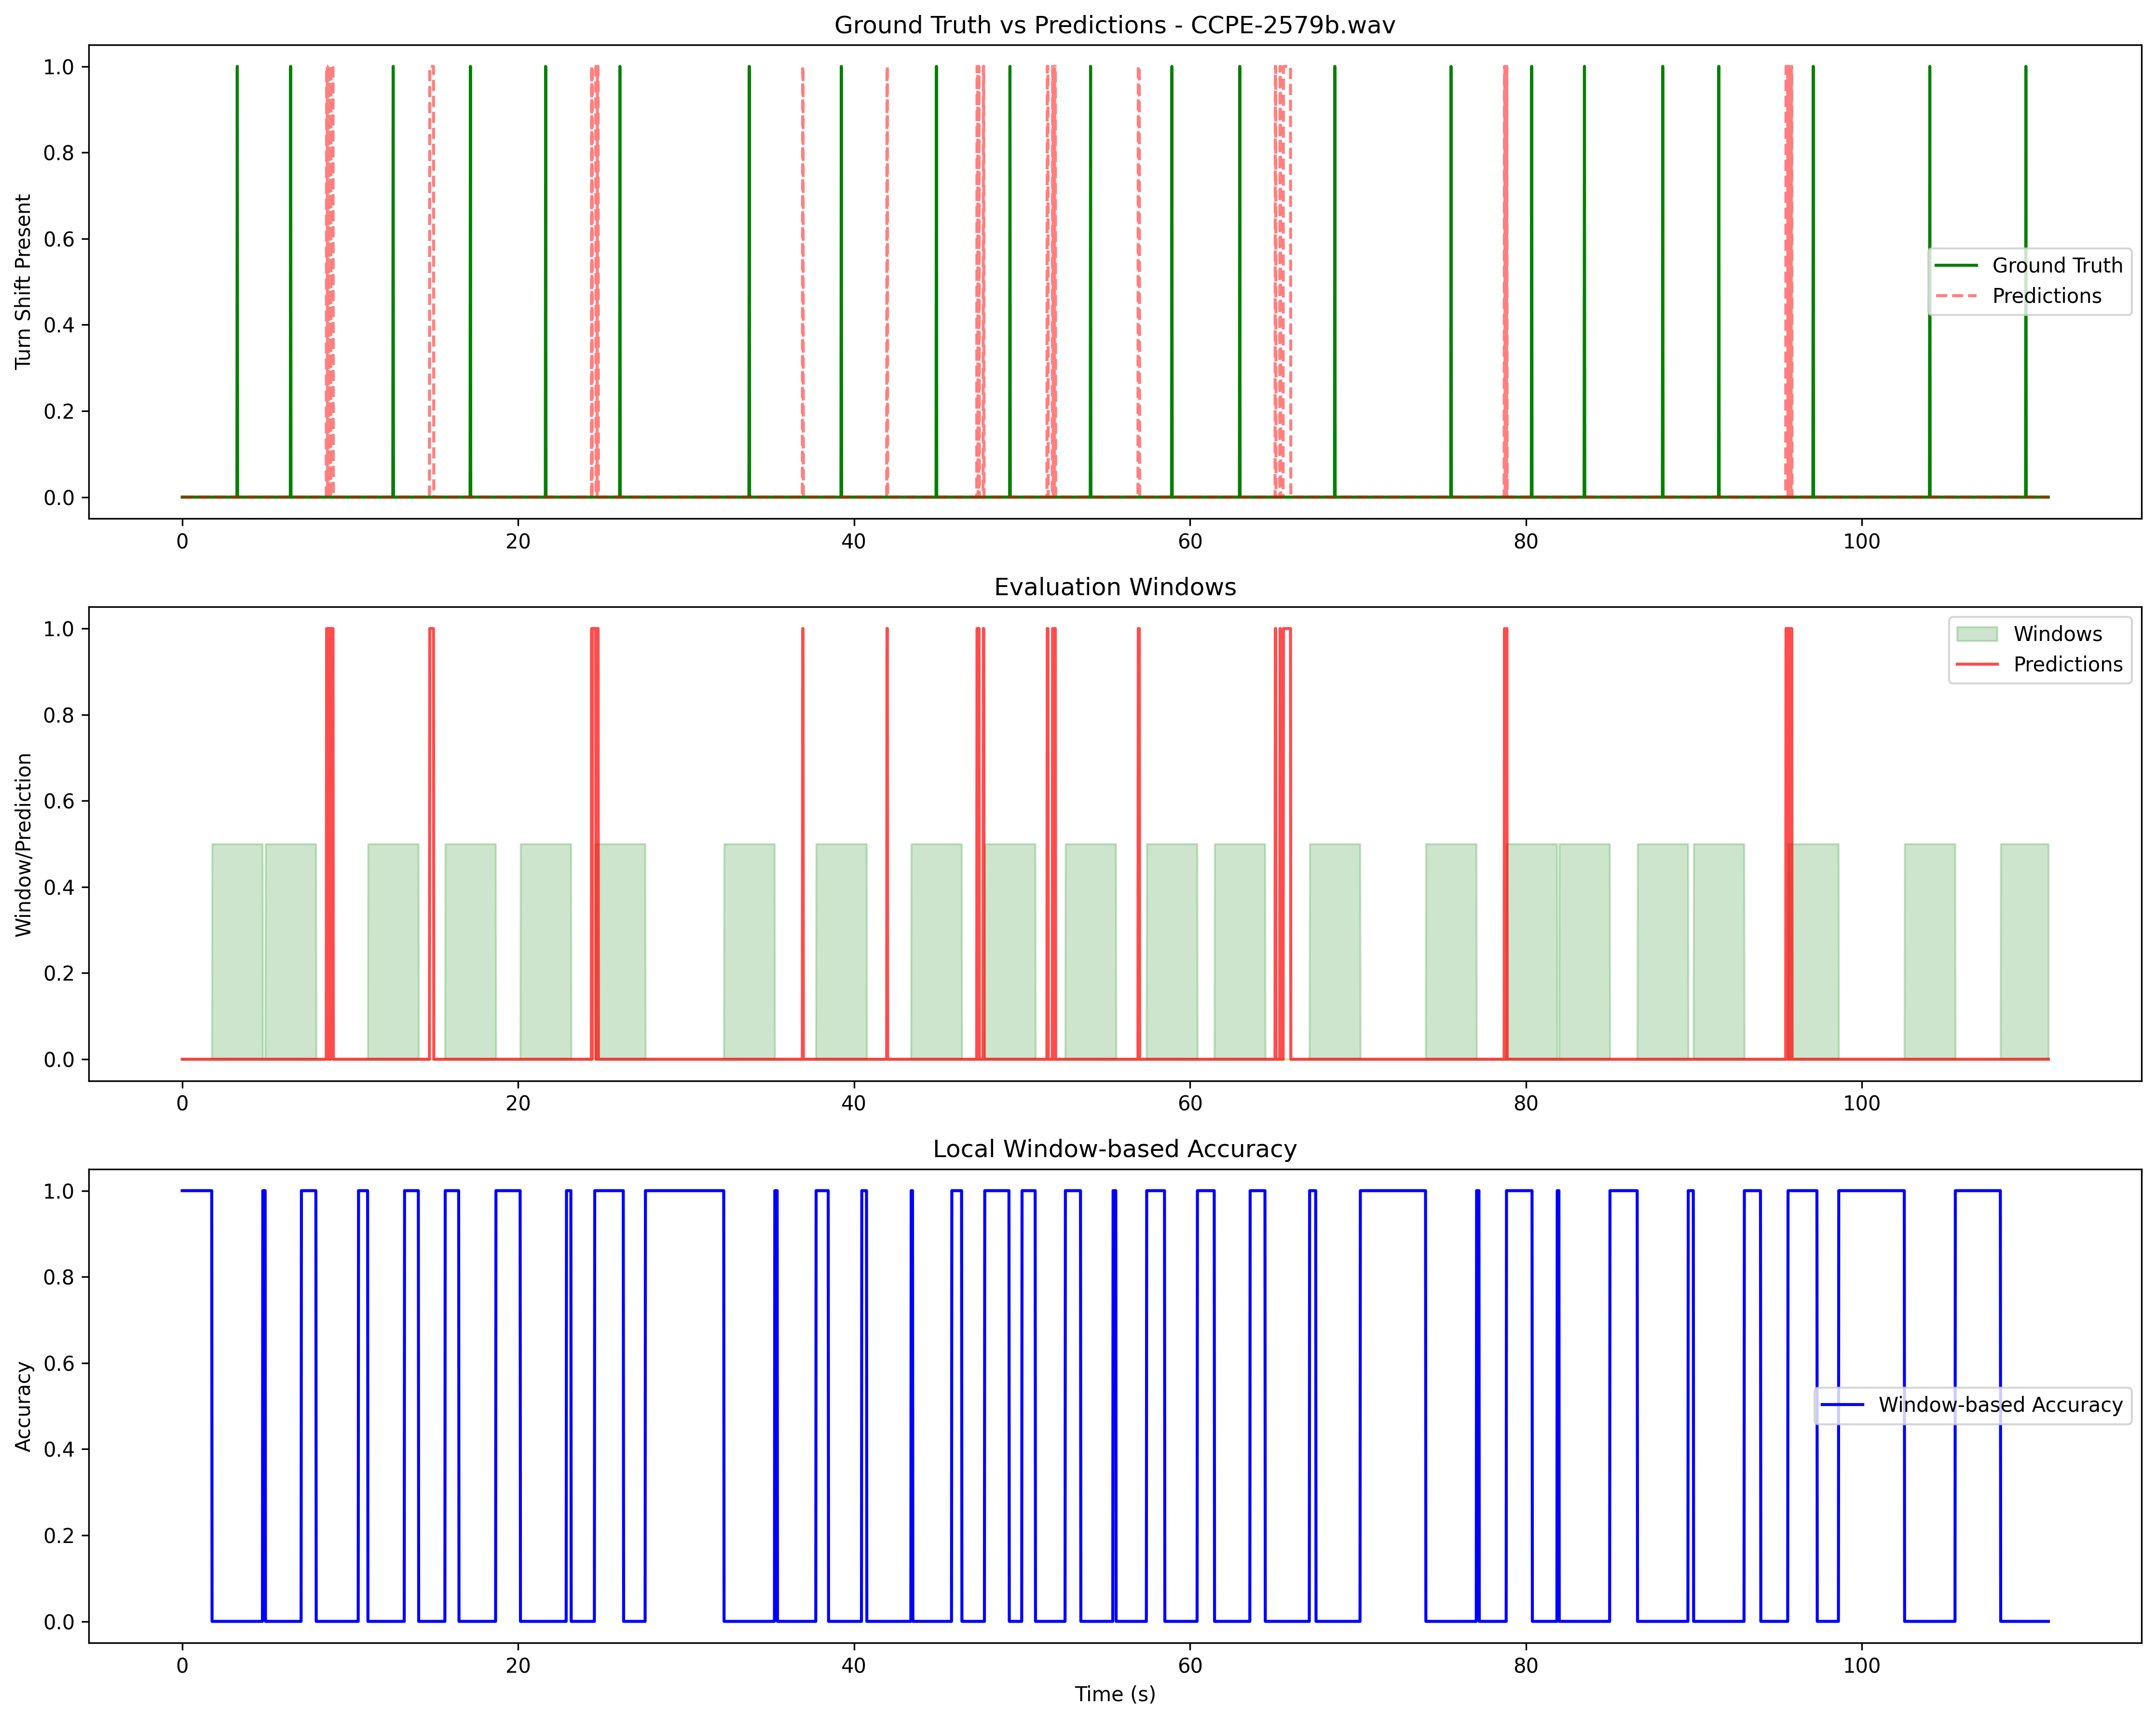 Ground Truth vs Predictions - CCPE-2579b.wav
1.0
0.8
0.6
0.4
0.2
0.0
Turn Shift Present
Ground Truth
Predictions
0 20 40 60 80 100
Evaluation Windows
1.0
0.8
0.6
0.4
0.2
0.0
Window/Prediction
Windows
Predictions
0 20 40 60 80 100
Local Window-based Accuracy
1.0
0.8
0.6
0.4
0.2
0.0
Accuracy
Window-based Accuracy
0 20 40 60 80 100
Time (s)